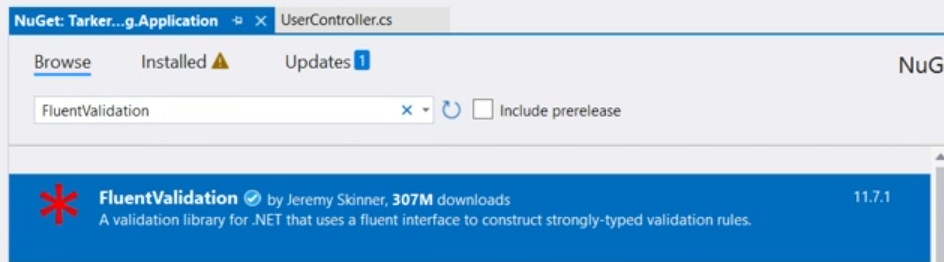 NuGet: Tarker...g.Application UserController.cs
Browse Installed Updates 1 NuG
FluentValidation Include prerelease
FluentValidation by Jeremy Skinner, 307M downloads 11.7.1
A validation library for .NET that uses a fluent interface to construct strongly-typed validation rules.